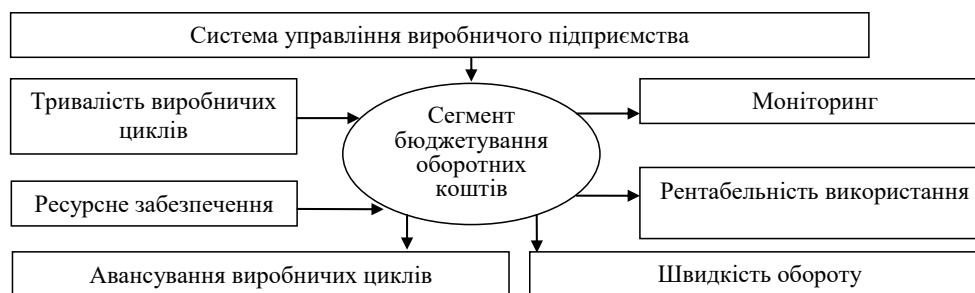 Система управління виробничого підприємства
Тривалість виробничих
циклів
Сегмент
бюджетування
оборотних
коштів
Моніторинг
Ресурсне забезпечення
Рентабельність використання
Авансування виробничих циклів
Швидкість обороту